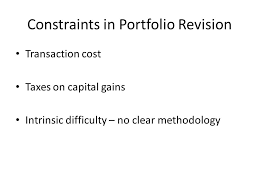 Constraints in Portfolio Revision
• Transaction cost
• Taxes on capital gains
• Intrinsic difficulty – no clear methodology